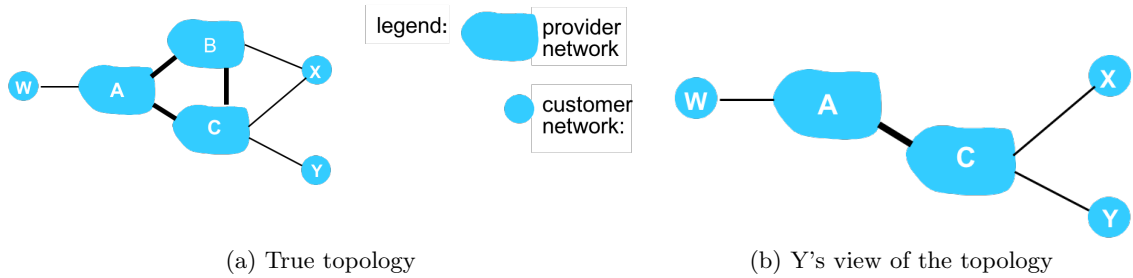 B
legend:
provider
network
W
A
X
C
customer
network:
Y
(a) True topology
W
A
X
C
Y
(b) Y's view of the topology